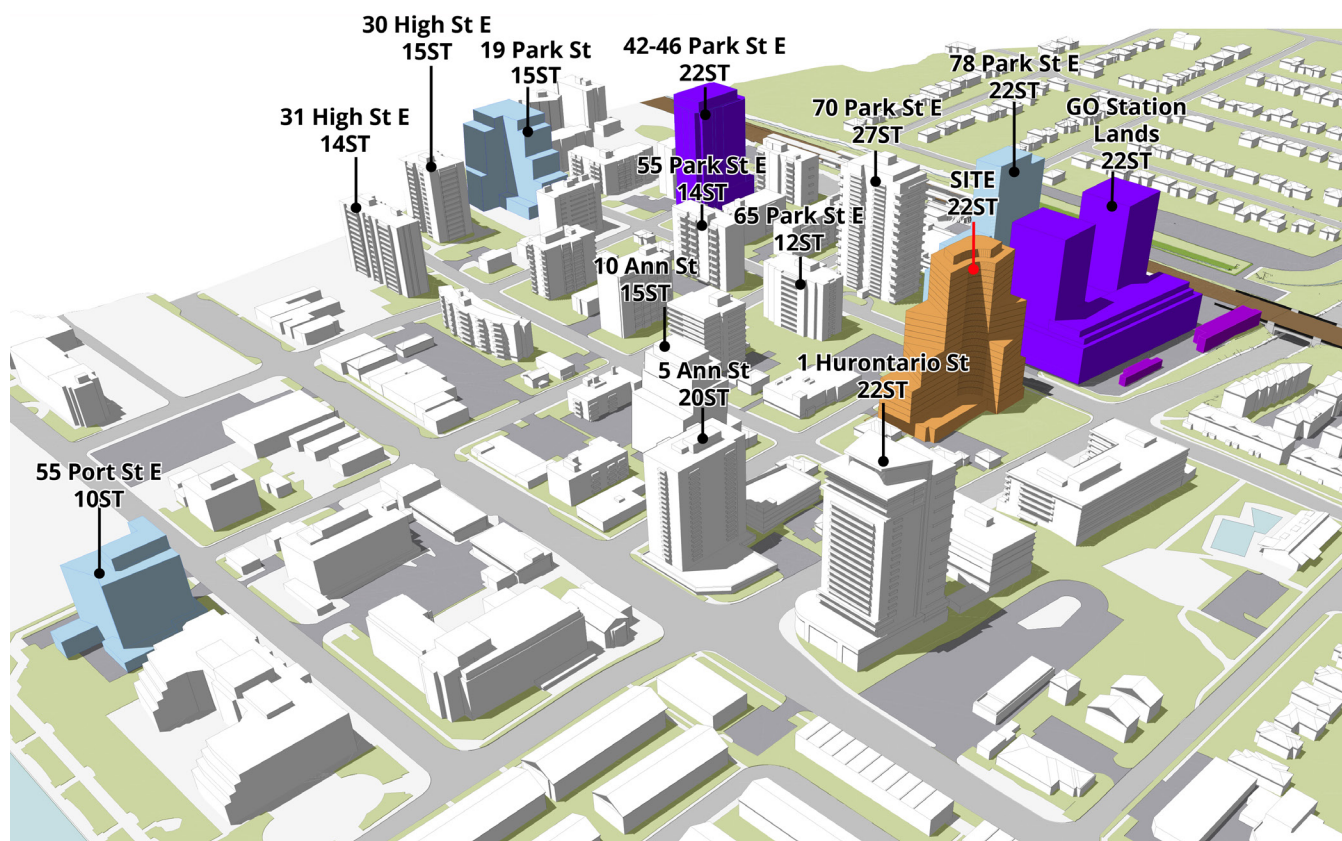 30 High St E
15ST
19 Park St
15ST
42-46 Park St E
22ST
78 Park St E
22ST
31 High St E
14ST
70 Park St E
27ST
GO Station
Lands
22ST
55 Park St E
14ST
SITE
22ST
65 Park St E
12ST
10 Ann St
15ST
5 Ann St
20ST
1 Hurontario St
22ST
55 Port St E
10ST